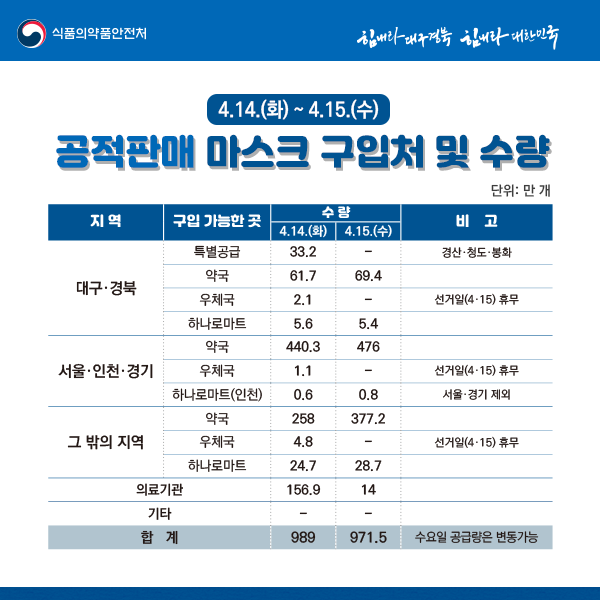 식품의약품안전처
힘내라 대구경북 힘내라 대한민국
4.14.(화) ~ 4.15.(수)
공적판매 마스크 구입처 및 수량
단위: 만 개
지 역 구입 가능한 곳 수 량 비 고
4.14.(화) 4.15.(수)
대구·경북
특별공급 33.2 – 경산·청도·봉화
약국 61.7 69.4
우체국 2.1 – 선거일(4·15) 휴무
하나로마트 5.6 5.4
서울·인천·경기
약국 440.3 476
우체국 1.1 – 선거일(4·15) 휴무
하나로마트(인천) 0.6 0.8 서울·경기 제외
그 밖의 지역
약국 258 377.2
우체국 4.8 – 선거일(4·15) 휴무
하나로마트 24.7 28.7
의료기관 156.9 14
기타 – –
합 계 989 971.5 수요일 공급량은 변동가능